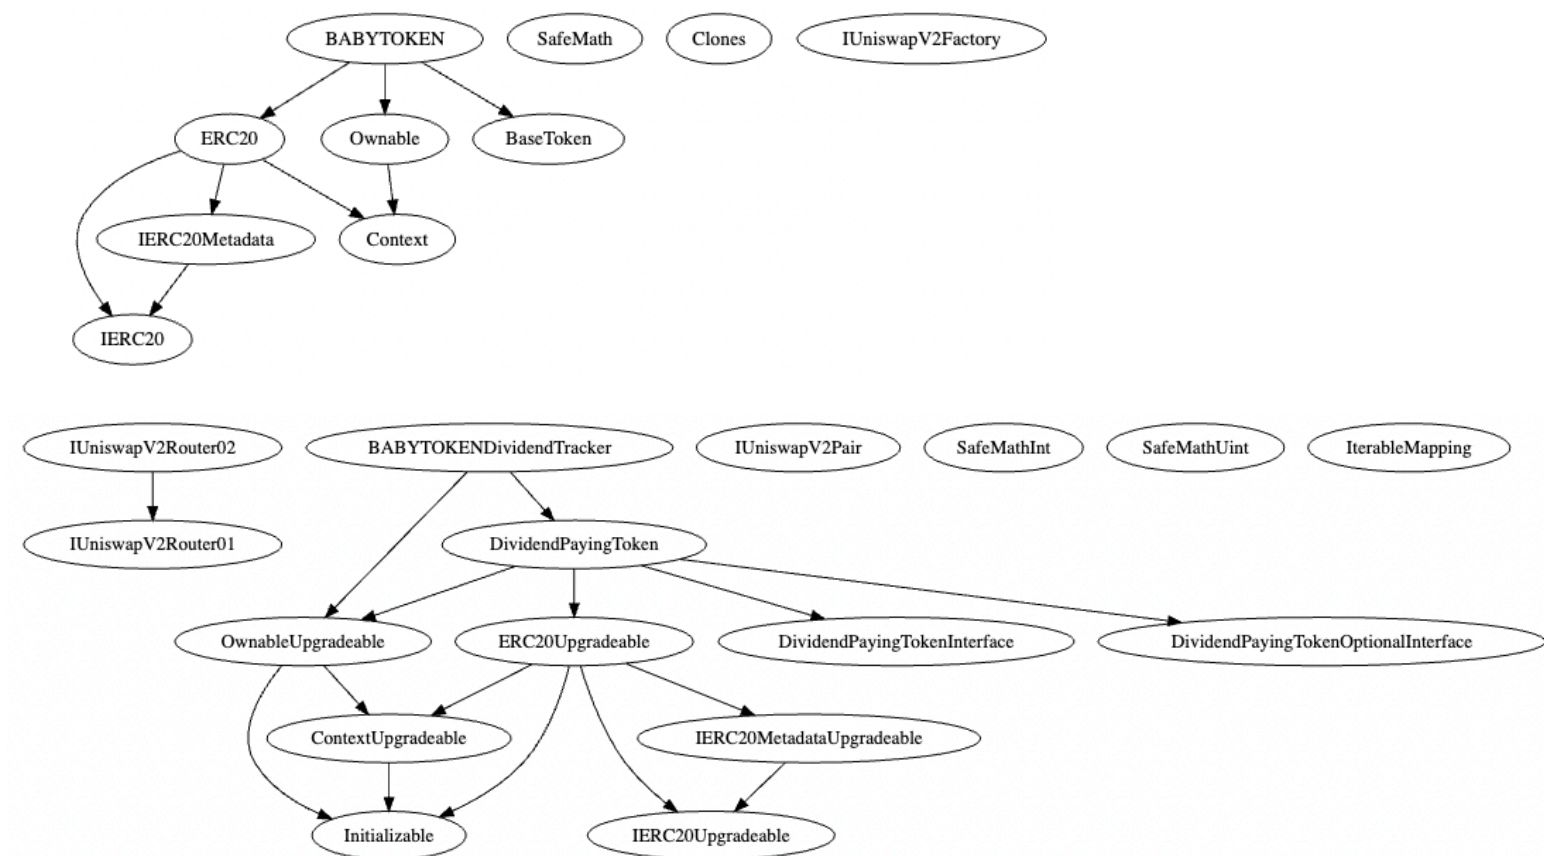 BABYTOKEN
SafeMath
Clones
IUniswapV2Factory
ERC20
Ownable
BaseToken
IERC20Metadata
Context
IERC20
IUniswapV2Router02
BABYTOKENDividendTracker
IUniswapV2Pair
SafeMathInt
SafeMathUint
IterableMapping
IUniswapV2Router01
DividendPayingToken
OwnableUpgradeable
ERC20Upgradeable
DividendPayingTokenInterface
DividendPayingTokenOptionalInterface
ContextUpgradeable
IERC20MetadataUpgradeable
Initializable
IERC20Upgradeable